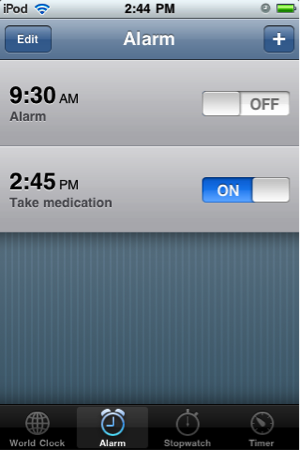 iPod 2:44 PM
Edit Alarm +
9:30 AM
Alarm
OFF
2:45 PM
Take medication
ON
World Clock Alarm Stopwatch Timer